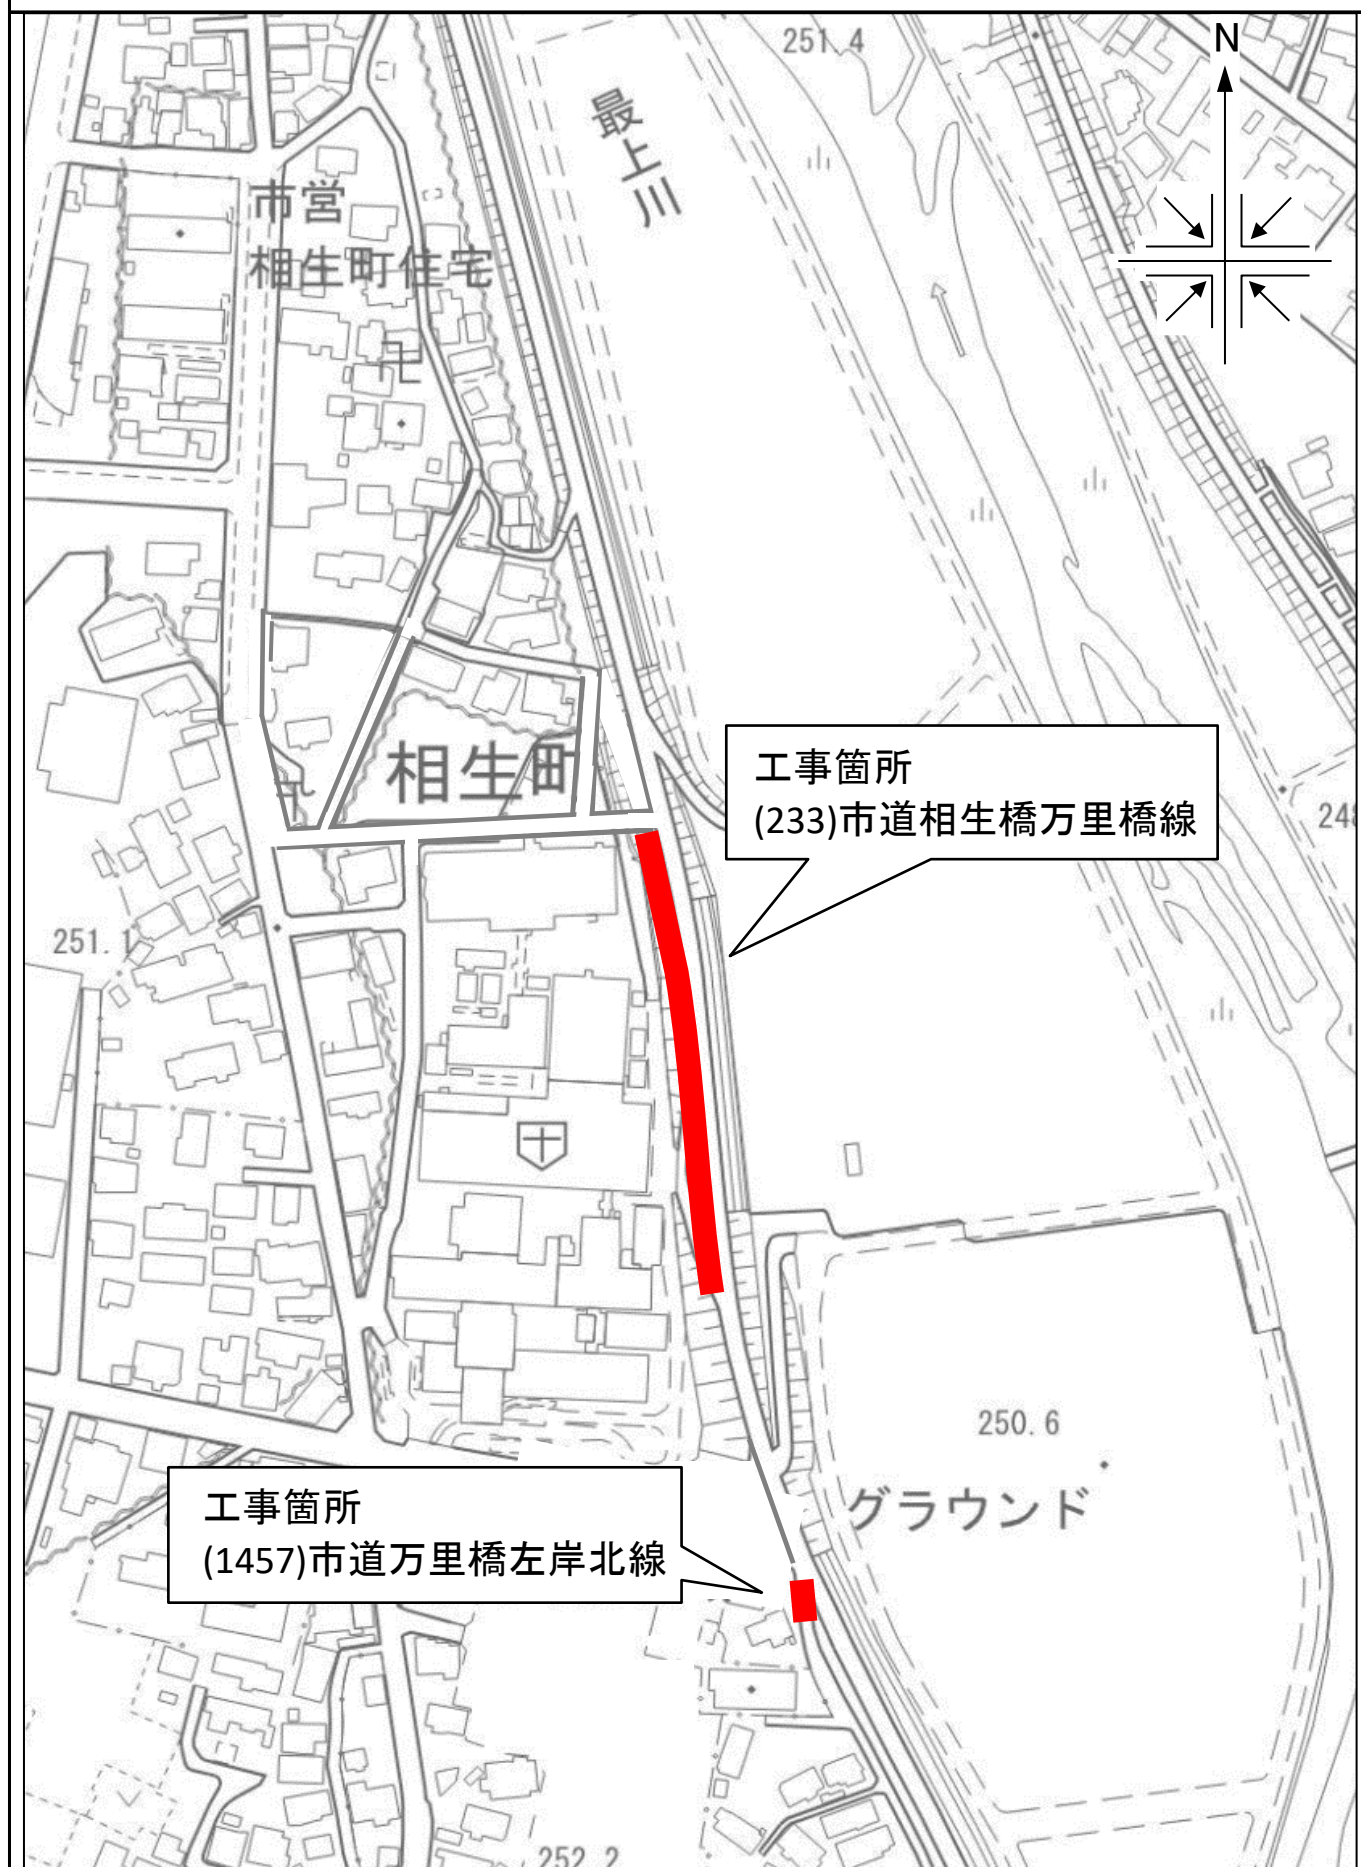 251.4
N
最上川
市営
相生町住宅
工事箇所
(233)市道相生橋万里橋線
相生町
248
251.1
250.6
グラウンド
工事箇所
(1457)市道万里橋左岸北線
252.2